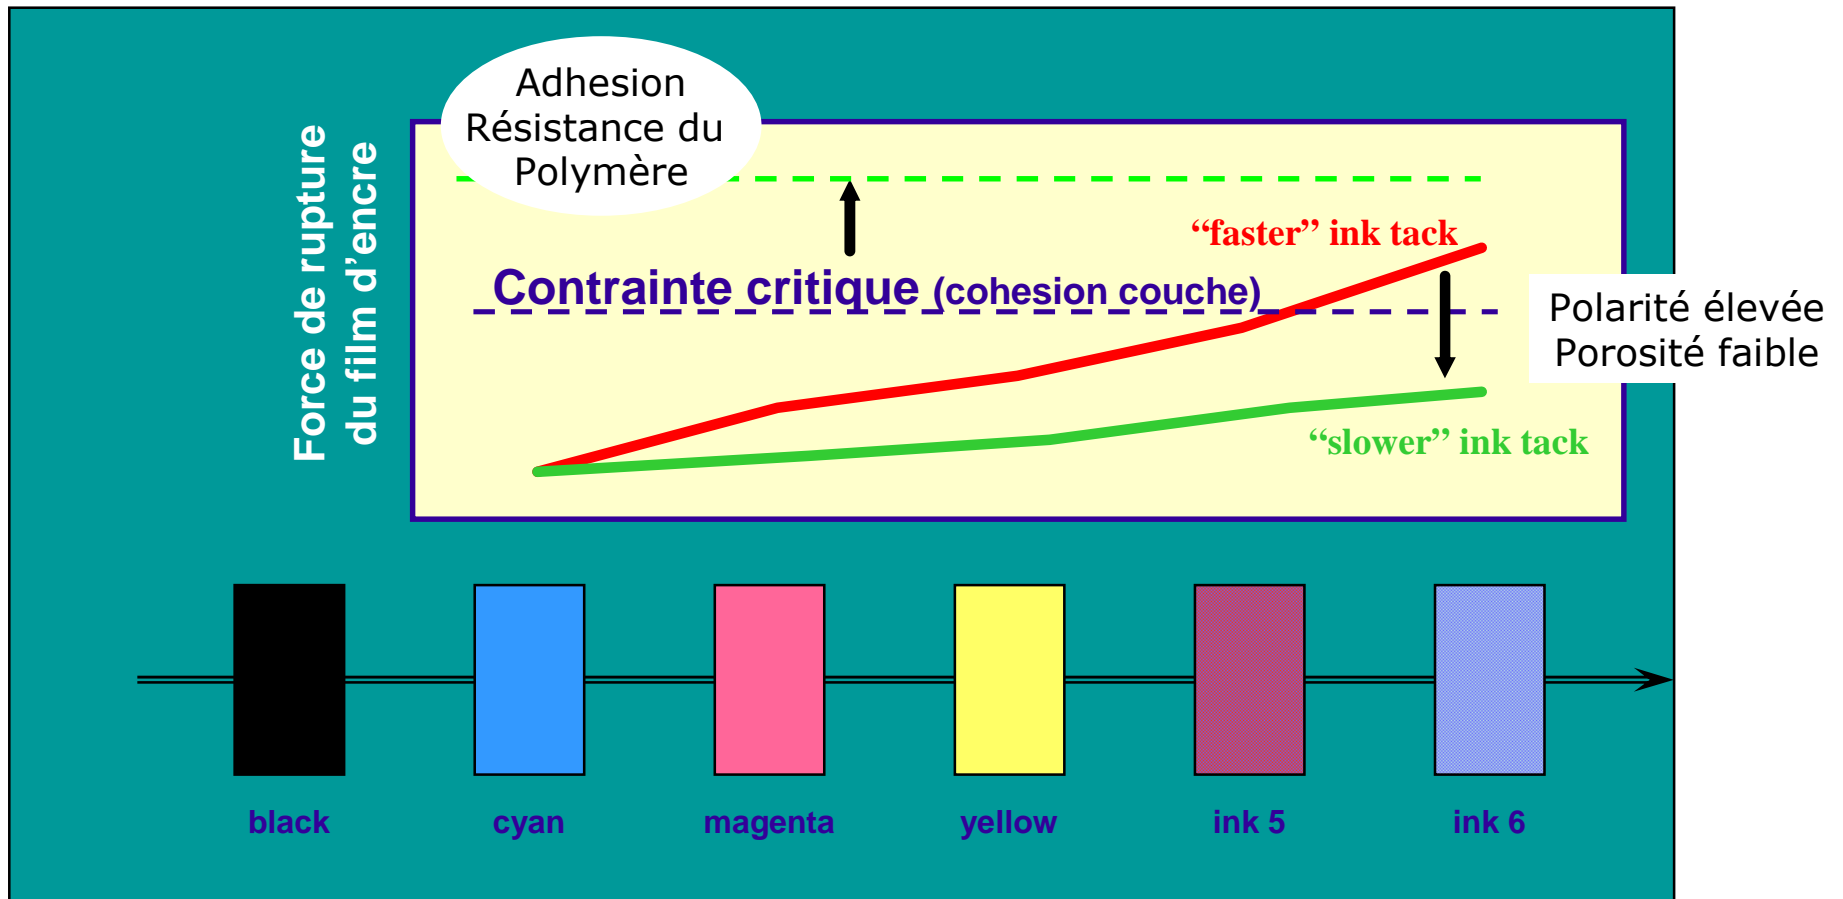 Adhesion
Résistance du
Polymère
Force de rupture
du film d’encre
“faster” ink tack
Contrainte critique (cohesion couche)
Polarité élevée
Porosité faible
“slower” ink tack
black
cyan
magenta
yellow
ink 5
ink 6